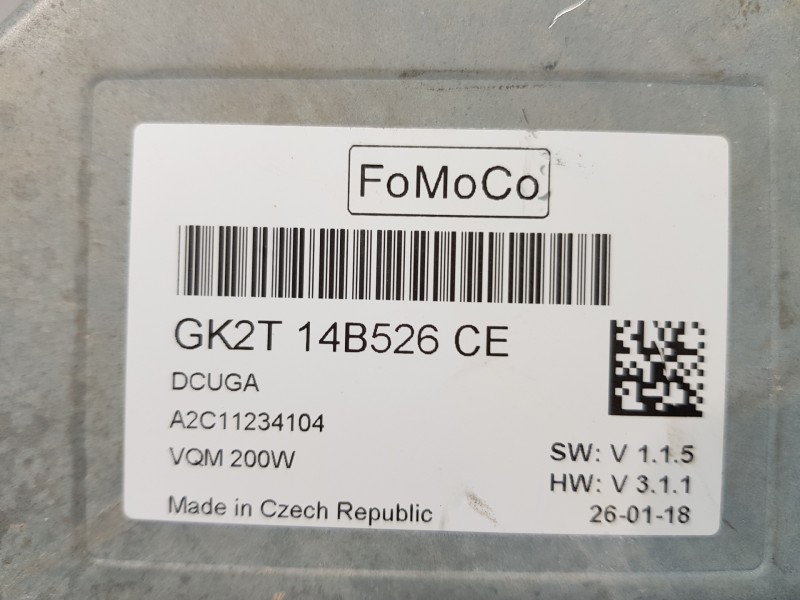 FoMoCo
GK2T 14B526 CE
DCUGA
A2C11234104
VQM 200W
SW: V 1.1.5
HW: V 3.1.1
Made in Czech Republic
26-01-18